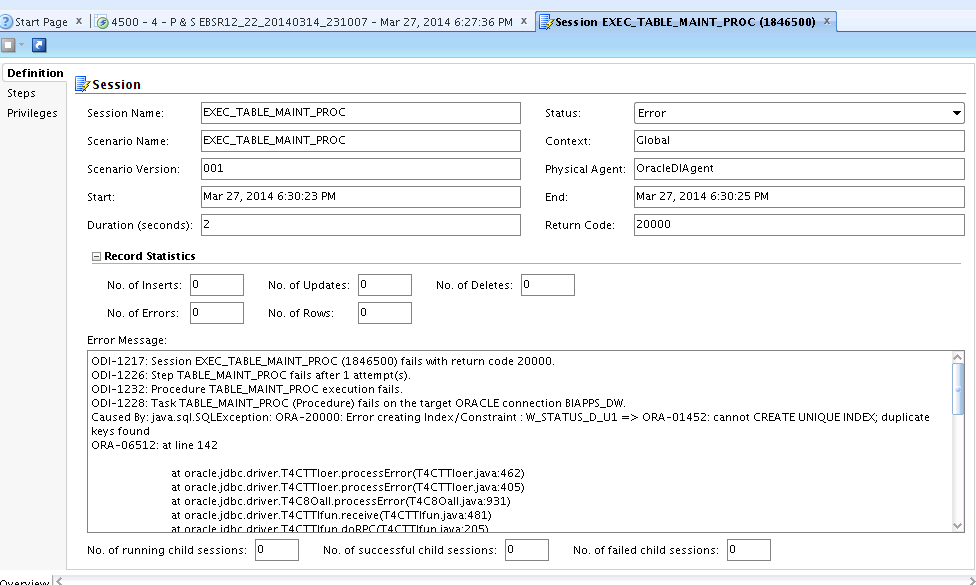 Start Page x 4500 - 4 - P & S EBSR12_22_20140314_231007 - Mar 27, 2014 6:27:36 PM x Session EXEC_TABLE_MAINT_PROC (1846500) x
Definition
Steps
Privileges
Session
Session Name: EXEC_TABLE_MAINT_PROC Status: Error
Scenario Name: EXEC_TABLE_MAINT_PROC Context: Global
Scenario Version: 001 Physical Agent: OracleDIAgent
Start: Mar 27, 2014 6:30:23 PM End: Mar 27, 2014 6:30:25 PM
Duration (seconds): 2 Return Code: 20000
Record Statistics
No. of Inserts: 0 No. of Updates: 0 No. of Deletes: 0
No. of Errors: 0 No. of Rows: 0
Error Message:
ODI-1217: Session EXEC_TABLE_MAINT_PROC (1846500) fails with return code 20000.
ODI-1226: Step TABLE_MAINT_PROC fails after 1 attempt(s).
ODI-1232: Procedure TABLE_MAINT_PROC execution fails.
ODI-1228: Task TABLE_MAINT_PROC (Procedure) fails on the target ORACLE connection BIAPPS_DW.
Caused By: java.sql.SQLException: ORA-20000: Error creating Index/Constraint : W_STATUS_D_U1 => ORA-01452: cannot CREATE UNIQUE INDEX; duplicate
keys found
ORA-06512: at line 142
at oracle.jdbc.driver.T4CTTIoer.processError(T4CTTIoer.java:462)
at oracle.jdbc.driver.T4CTTIoer.processError(T4CTTIoer.java:405)
at oracle.jdbc.driver.T4C8Oall.processError(T4C8Oall.java:931)
at oracle.jdbc.driver.T4CTTIfun.receive(T4CTTIfun.java:481)
at oracle.jdbc.driver.T4CTTIfun.doRPC(T4CTTIfun.java:205)
No. of running child sessions: 0 No. of successful child sessions: 0 No. of failed child sessions: 0
Overview